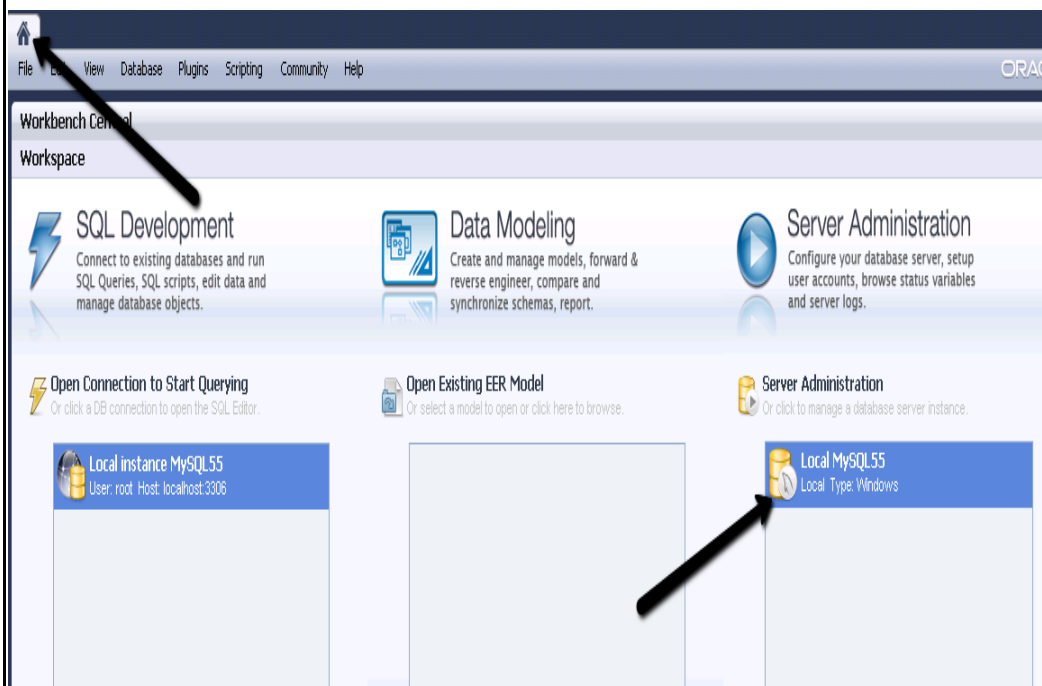 File View Database Plugins Scripting Community Help
Workbench Central
Workspace
SQL Development
Connect to existing databases and run
SQL Queries, SQL scripts, edit data and
manage database objects.
Data Modeling
Create and manage models, forward &
reverse engineer, compare and
synchronize schemas, report.
Server Administration
Configure your database server, setup
user accounts, browse status variables
and server logs.
Open Connection to Start Querying
Or click a DB connection to open the SQL Editor.
Open Existing EER Model
Or select a model to open or click here to browse.
Server Administration
Or click to manage a database server instance.
Local instance MySQL55
User: root Host: localhost:3306
Local MySQL55
Local Type: Windows